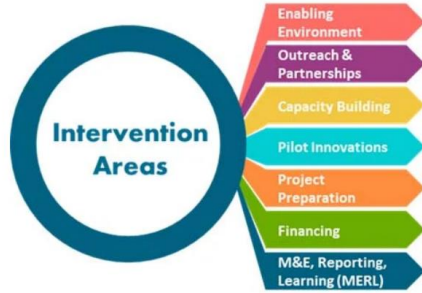 Intervention
Areas
Enabling
Environment
Outreach &
Partnerships
Capacity Building
Pilot Innovations
Project
Preparation
Financing
M&E, Reporting,
Learning (MERL)